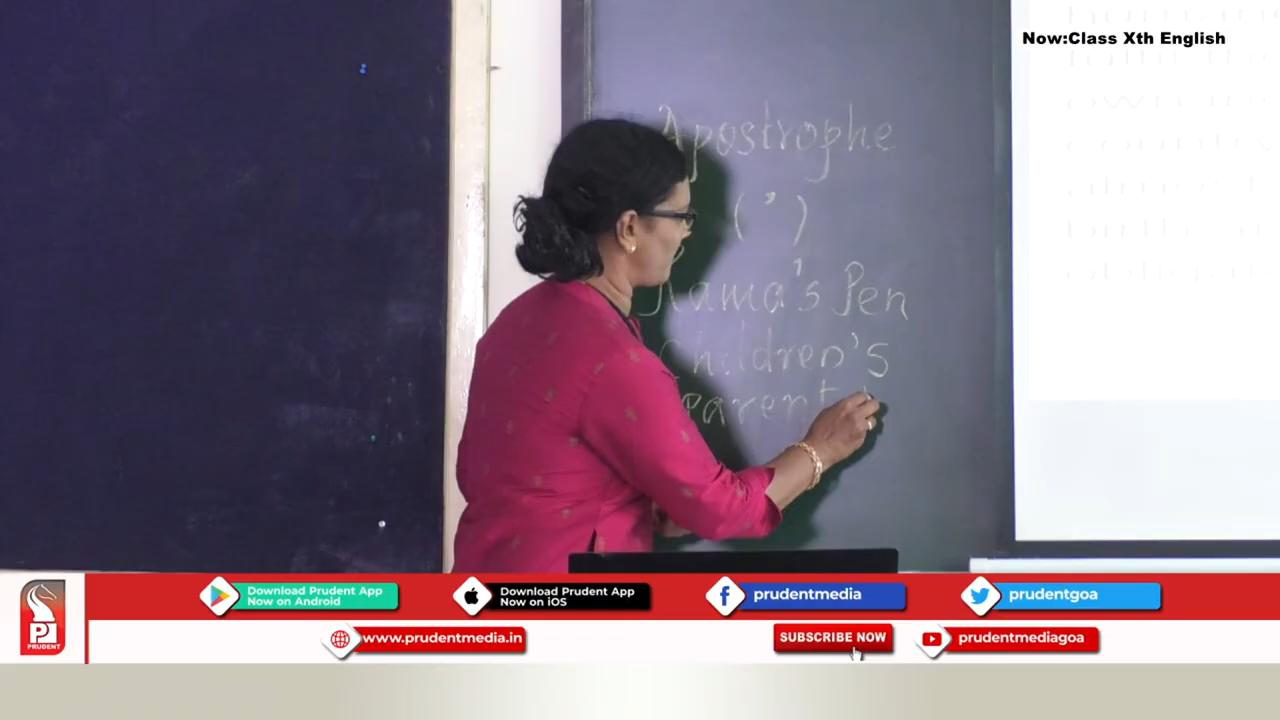 Now:Class Xth English
Apostrophe
(’)
Rama's Pen
Children's
Parent
Download Prudent App
Now on Android
Download Prudent App
Now on iOS
prudentmedia
prudentgoa
PRUDENT
www.prudentmedia.in
SUBSCRIBE NOW
prudentmediagoa